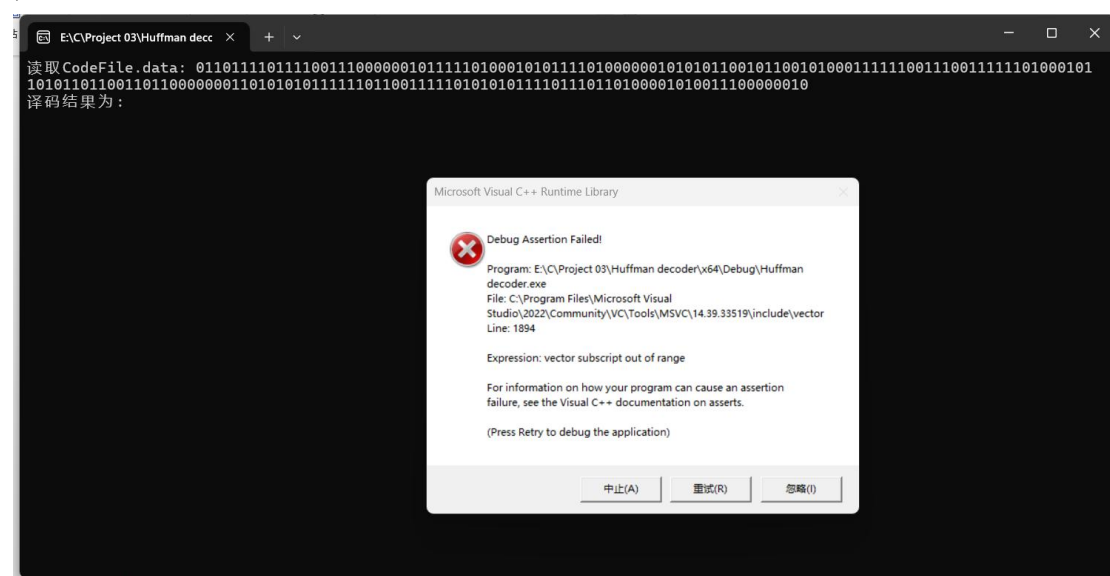 E:\C\Project 03\Huffman decc
读取CodeFile.data: 0110111101111001110000001011111010001010111101000000101010101100101100101000111111100111001111111101000101
1010110110011011000000011010101011111101100111110101010111101110110100001010011100000010
译码结果为:
Microsoft Visual C++ Runtime Library
Debug Assertion Failed!
Program: E:\C\Project 03\Huffman decoder\x64\Debug\Huffman
decoder.exe
File: C:\Program Files\Microsoft Visual
Studio\2022\Community\VC\Tools\MSVC\14.39.33519\include\vector
Line: 1894
Expression: vector subscript out of range
For information on how your program can cause an assertion
failure, see the Visual C++ documentation on asserts.
(Press Retry to debug the application)
中止(A)
重试(R)
忽略(I)